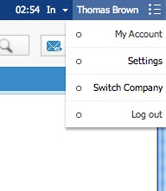 02:54 In Thomas Brown
My Account
Settings
Switch Company
Log out